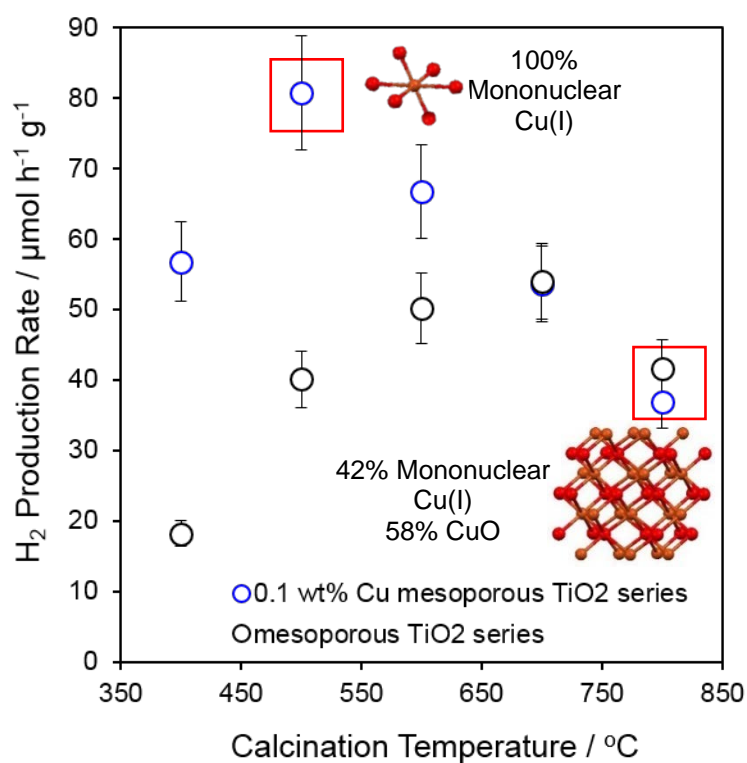 90
80
70
60
50
40
30
20
10
0
H₂ Production Rate / µmol h⁻¹ g⁻¹
100%
Mononuclear
Cu(I)
42% Mononuclear
Cu(I)
58% CuO
0.1 wt% Cu mesoporous TiO2 series
mesoporous TiO2 series
350
450
550
650
750
850
Calcination Temperature / ᵒC